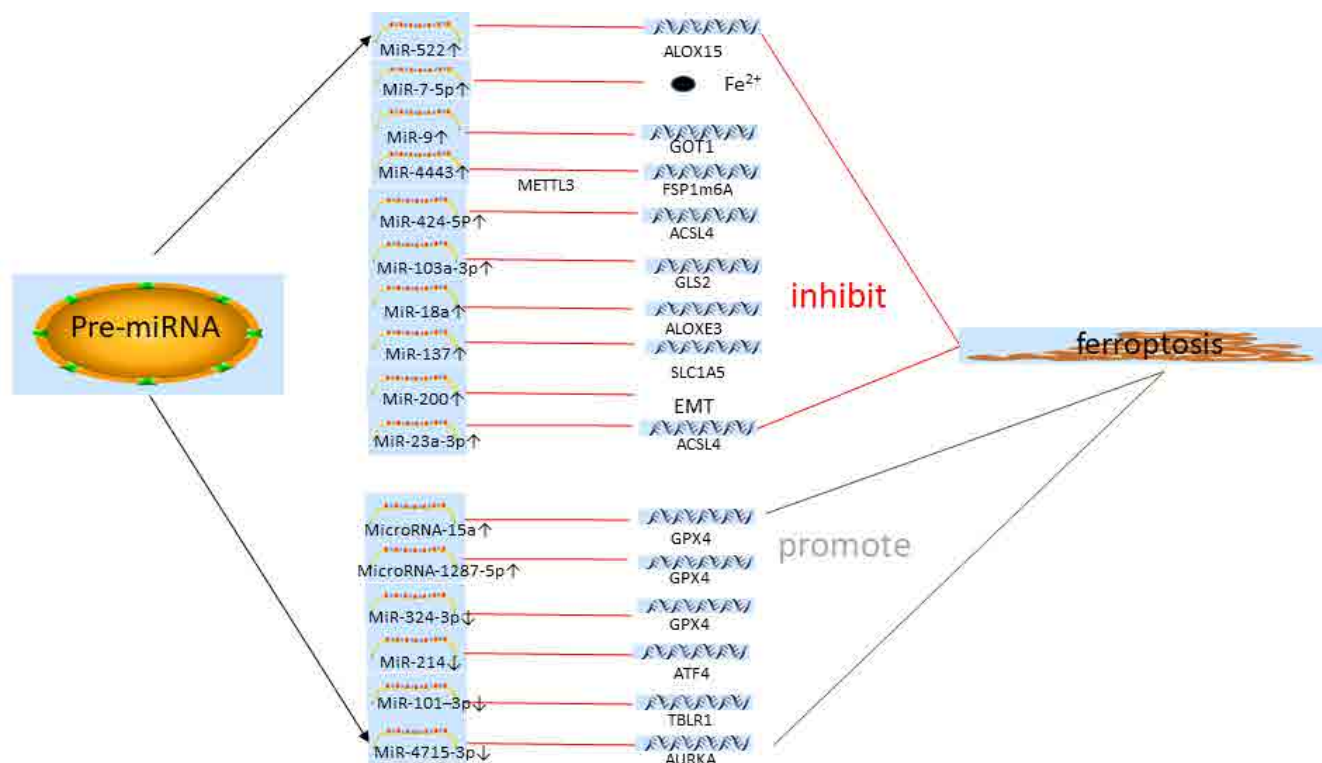 MiR-522↑
ALOX15
MiR-7-5p↑
Fe²⁺
MiR-9↑
GOT1
MiR-4443↑
METTL3
FSP1m6A
MiR-424-5P↑
ACSL4
MiR-103a-3p↑
GLS2
inhibit
MiR-18a↑
ALOXE3
Pre-miRNA
ferroptosis
MiR-137↑
SLC1A5
MiR-200↑
EMT
MiR-23a-3p↑
ACSL4
MicroRNA-15a↑
GPX4
promote
MicroRNA-1287-5p↑
GPX4
MiR-324-3p↓
GPX4
MiR-214↓
ATF4
MiR-101–3p↓
TBLR1
MiR-4715-3p↓
AURKA